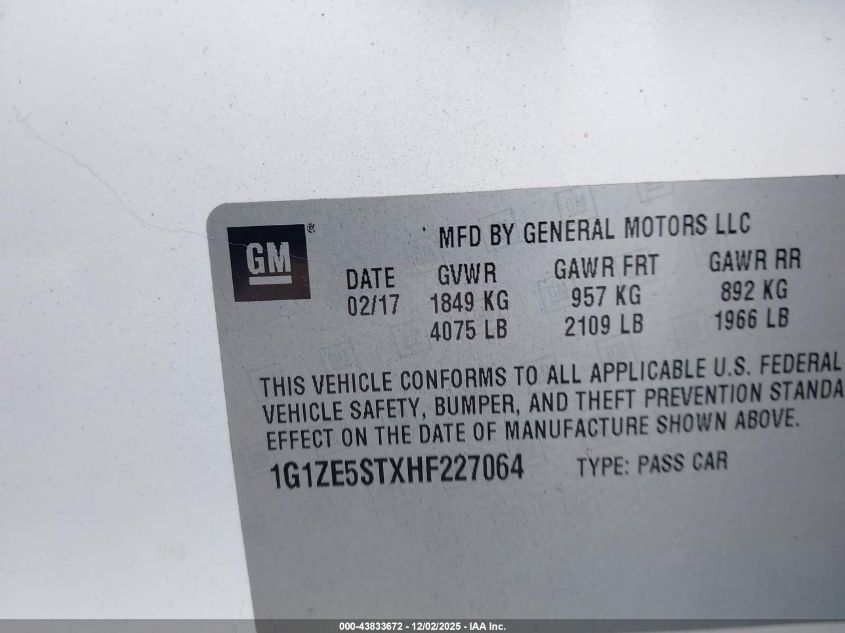 GM®
MFD BY GENERAL MOTORS LLC
DATE GVWR GAWR FRT GAWR RR
02/17 1849 KG 957 KG 892 KG
4075 LB 2109 LB 1966 LB
THIS VEHICLE CONFORMS TO ALL APPLICABLE U.S. FEDERAL
VEHICLE SAFETY, BUMPER, AND THEFT PREVENTION STANDA
EFFECT ON THE DATE OF MANUFACTURE SHOWN ABOVE.
1G1ZE5STXHF227064 TYPE: PASS CAR
000-43833672 - 12/02/2025 - IAA Inc.